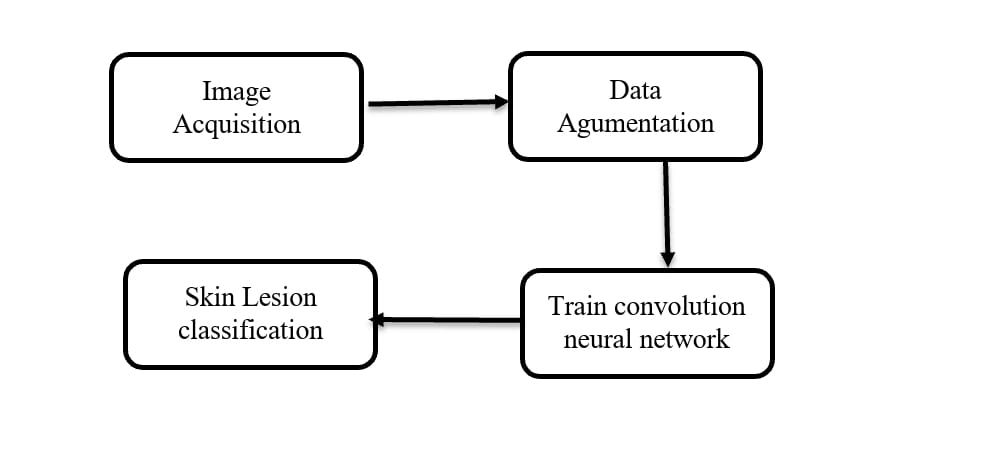 Image
Acquisition
Data
Agumentation
Train convolution
neural network
Skin Lesion
classification